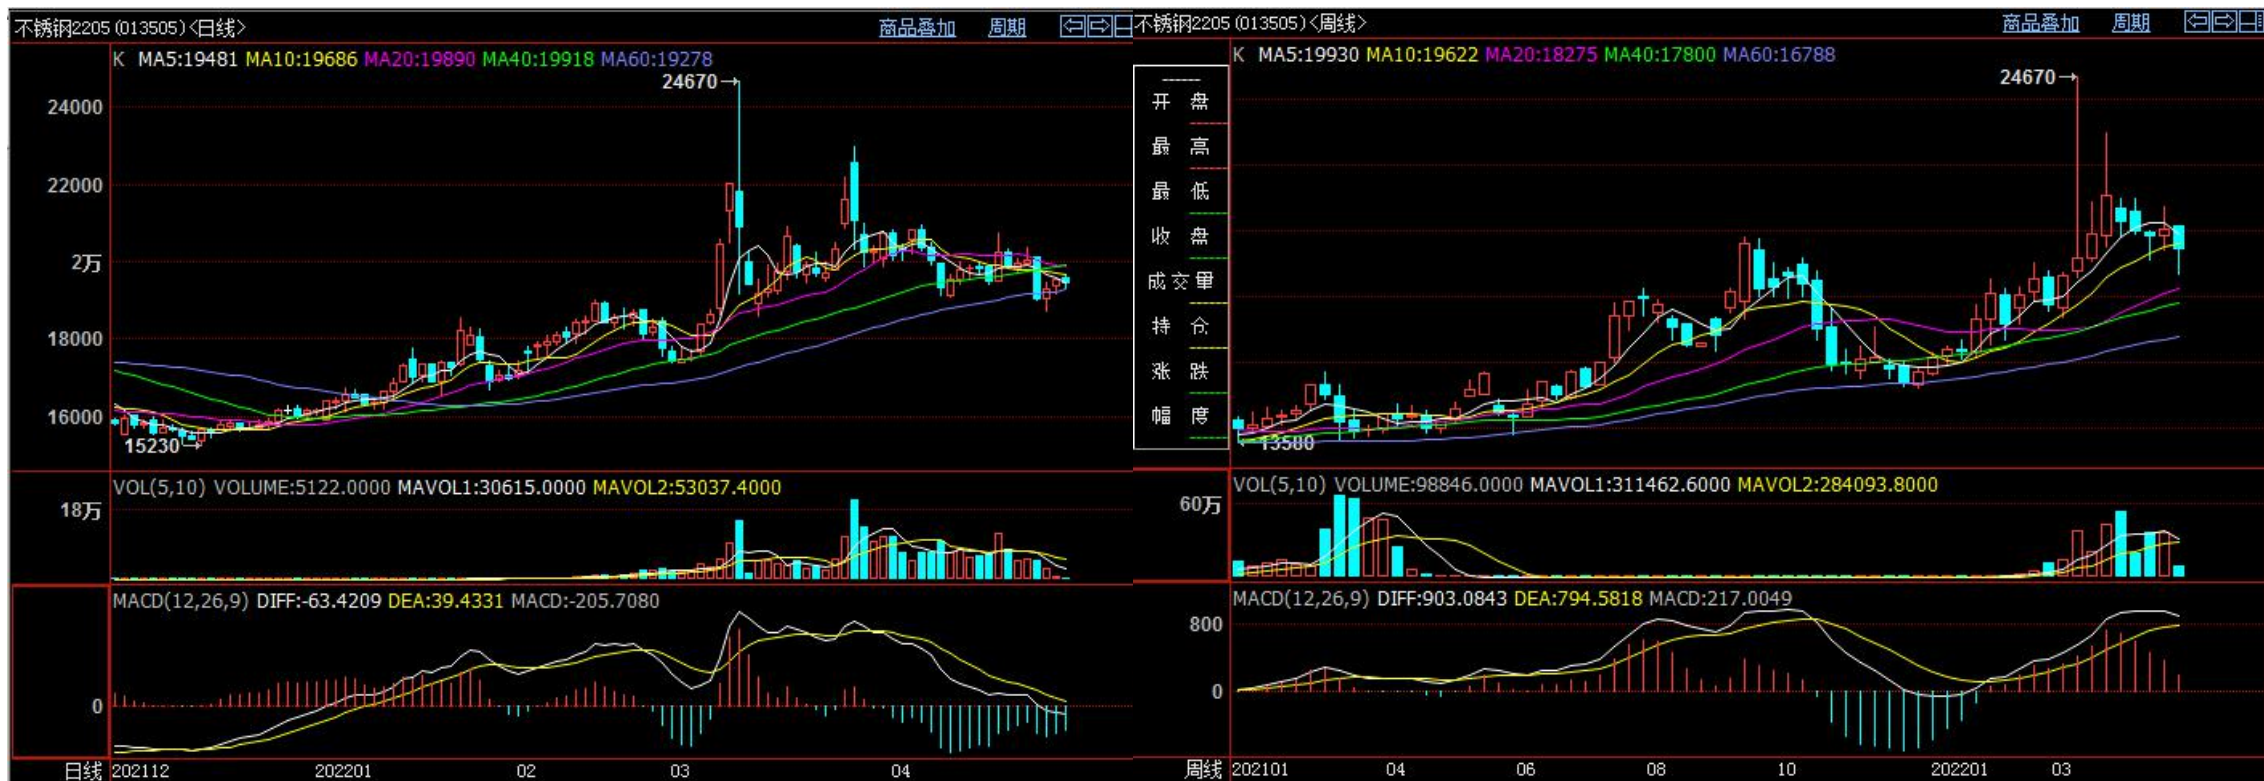 不锈钢2205(013505)<日线>
商品叠加 周期
K MA5:19481 MA10:19686 MA20:19890 MA40:19918 MA60:19278
24670→
24000
22000
2万
18000
16000
15230→
VOL(5,10) VOLUME:5122.0000 MAVOL1:30615.0000 MAVOL2:53037.4000
18万
MACD(12,26,9) DIFF:-63.4209 DEA:39.4331 MACD:-205.7080
0
日线 202112 202201 02 03 04
不锈钢2205(013505)<周线>
商品叠加 周期
K MA5:19930 MA10:19622 MA20:18275 MA40:17800 MA60:16788
开 盘
最 高
最 低
收 盘
成交量
持 仓
涨 跌
幅 度
24670→
←13580
VOL(5,10) VOLUME:98846.0000 MAVOL1:311462.6000 MAVOL2:284093.8000
60万
MACD(12,26,9) DIFF:903.0843 DEA:794.5818 MACD:217.0049
800
0
周线 202101 04 06 08 10 202201 03